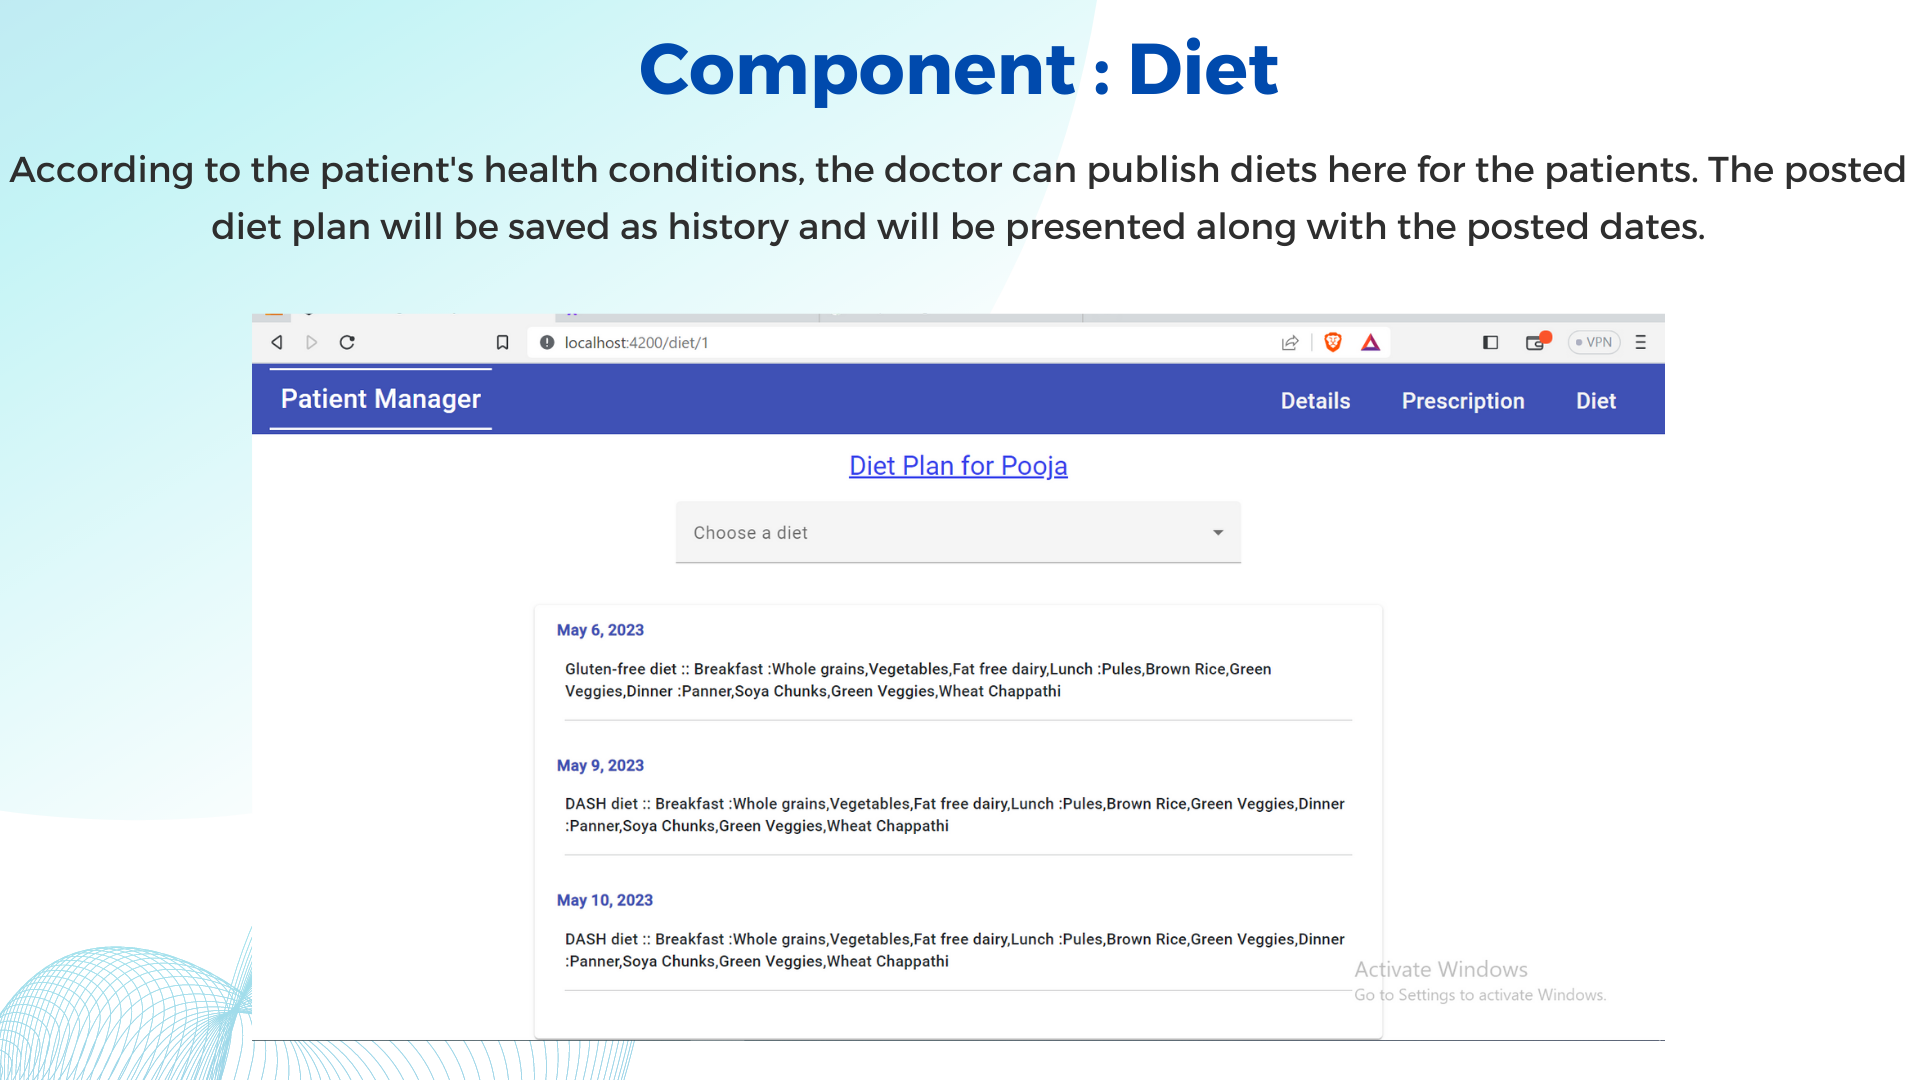 Component : Diet
According to the patient's health conditions, the doctor can publish diets here for the patients. The posted
diet plan will be saved as history and will be presented along with the posted dates.
localhost:4200/diet/1
VPN
Patient Manager
Details
Prescription
Diet
Diet Plan for Pooja
Choose a diet
May 6, 2023
Gluten-free diet :: Breakfast :Whole grains,Vegetables,Fat free dairy,Lunch :Pules,Brown Rice,Green
Veggies,Dinner :Panner,Soya Chunks,Green Veggies,Wheat Chappathi
May 9, 2023
DASH diet :: Breakfast :Whole grains,Vegetables,Fat free dairy,Lunch :Pules,Brown Rice,Green Veggies,Dinner
:Panner,Soya Chunks,Green Veggies,Wheat Chappathi
May 10, 2023
DASH diet :: Breakfast :Whole grains,Vegetables,Fat free dairy,Lunch :Pules,Brown Rice,Green Veggies,Dinner
:Panner,Soya Chunks,Green Veggies,Wheat Chappathi
Activate Windows
Go to Settings to activate Windows.